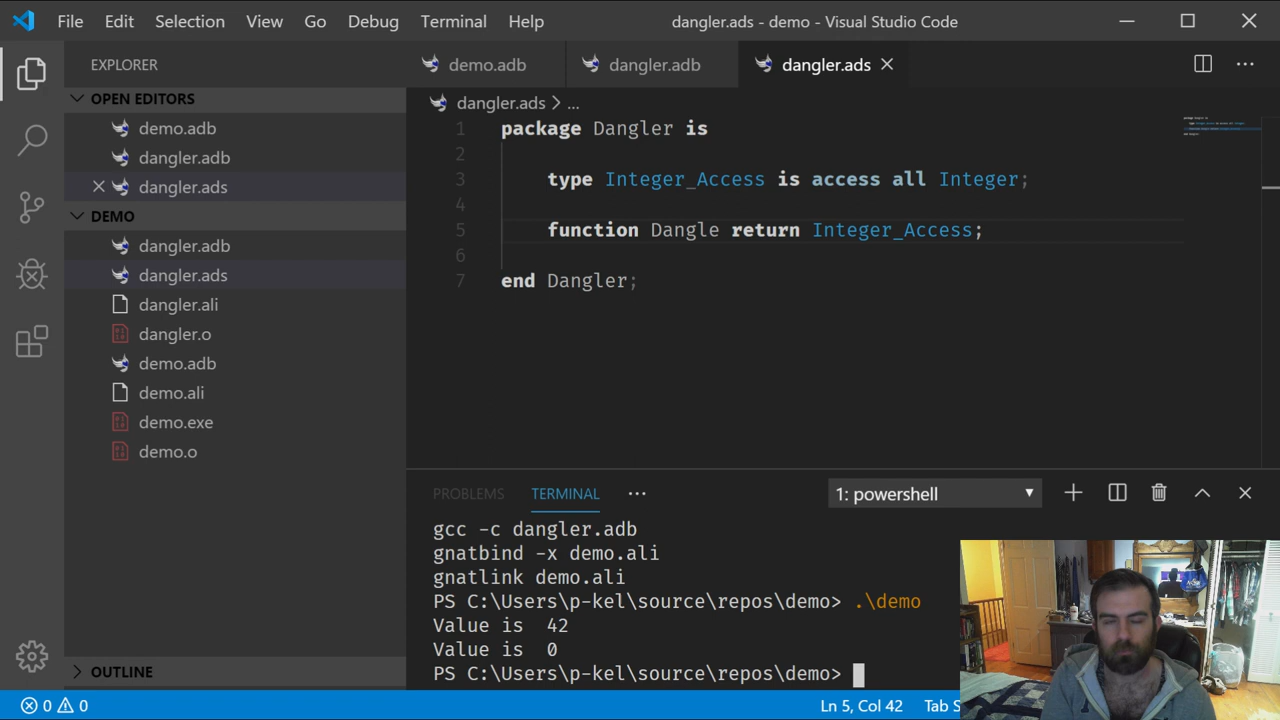 File Edit Selection View Go Debug Terminal Help dangler.ads - demo - Visual Studio Code
EXPLORER
OPEN EDITORS
demo.adb
dangler.adb
dangler.ads
DEMO
dangler.adb
dangler.ads
dangler.ali
dangler.o
demo.adb
demo.ali
demo.exe
demo.o
OUTLINE
demo.adb dangler.adb dangler.ads
dangler.ads > ...
1 package Dangler is
2
3 type Integer_Access is access all Integer;
4
5 function Dangle return Integer_Access;
6
7 end Dangler;
PROBLEMS TERMINAL ... 1: powershell
gcc -c dangler.adb
gnatbind -x demo.ali
gnatlink demo.ali
PS C:\Users\p-kel\source\repos\demo> .\demo
Value is 42
Value is 0
PS C:\Users\p-kel\source\repos\demo>
0 0 Ln 5, Col 42 Tab S